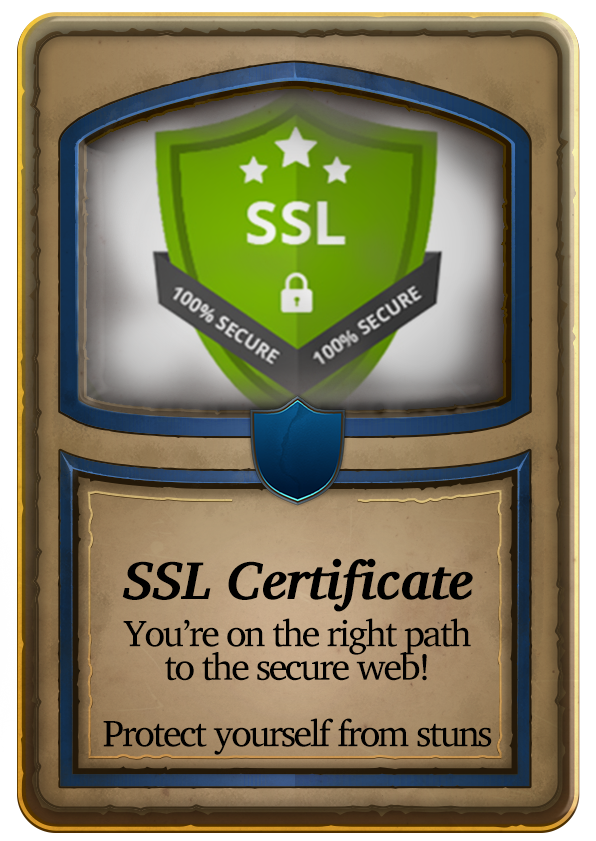 SSL
100% SECURE
100% SECURE
SSL Certificate
You're on the right path
to the secure web!
Protect yourself from stuns